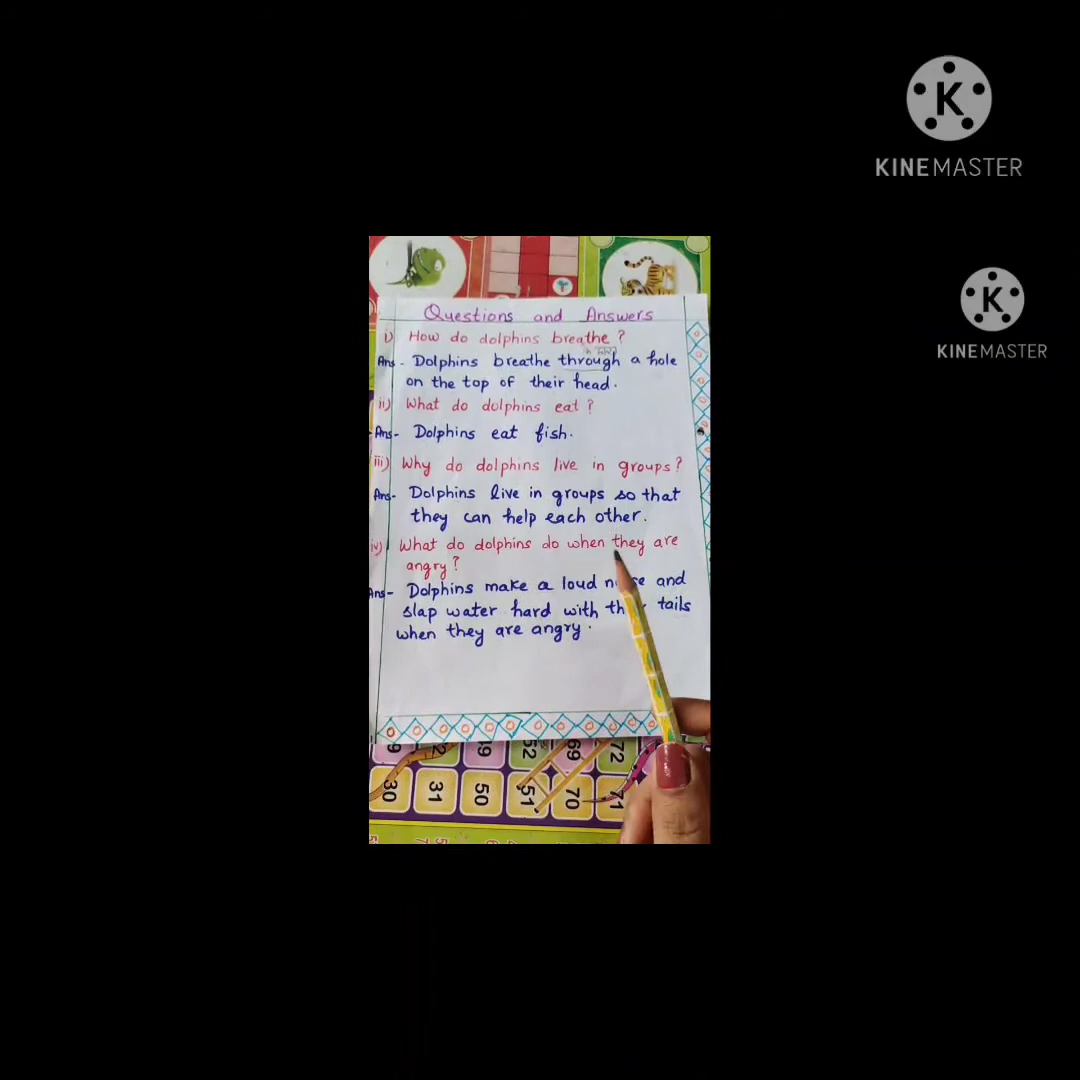 KINEMASTER
KINEMASTER
Questions and Answers
i) How do dolphins breathe ?
Ans - Dolphins breathe through a hole
on the top of their head.
ii) What do dolphins eat ?
Ans - Dolphins eat fish.
iii) Why do dolphins live in groups ?
Ans - Dolphins live in groups so that
they can help each other.
iv) What do dolphins do when they are
angry ?
Ans - Dolphins make a loud and
slap water hard with tails
when they are angry.
52 69 72
30 31 50 51 70 71